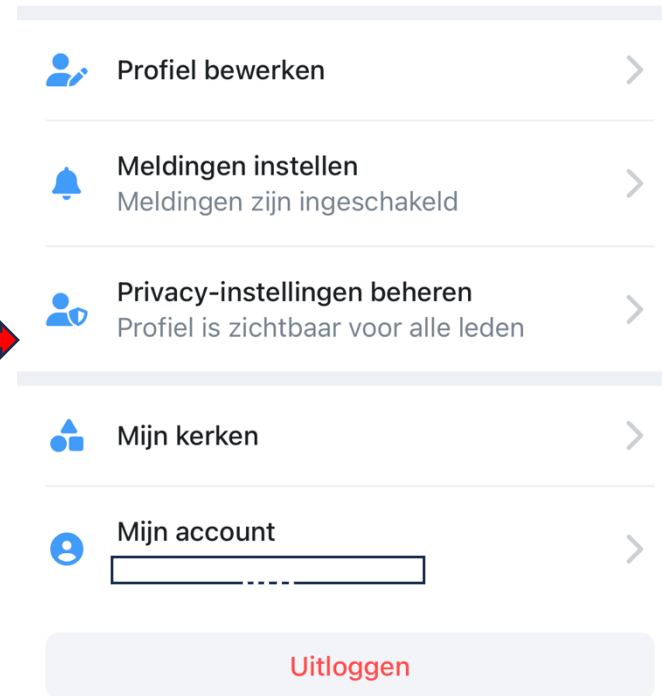 Profiel bewerken
Meldingen instellen
Meldingen zijn ingeschakeld
Privacy-instellingen beheren
Profiel is zichtbaar voor alle leden
Mijn kerken
Mijn account
Uitloggen